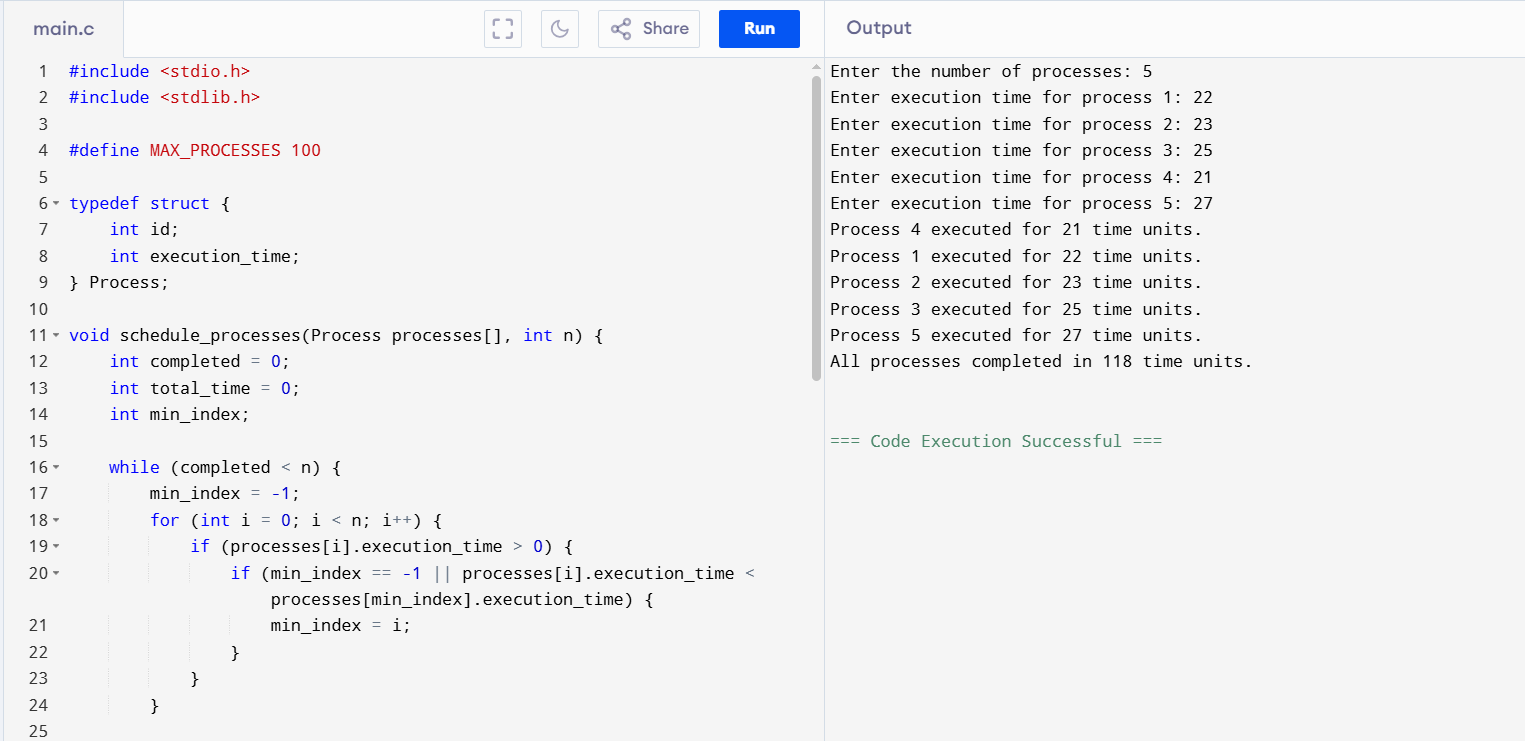 main.c
Share
Run
Output
1 #include <stdio.h>
2 #include <stdlib.h>
3
4 #define MAX_PROCESSES 100
5
6 typedef struct {
7     int id;
8     int execution_time;
9 } Process;
10
11 void schedule_processes(Process processes[], int n) {
12     int completed = 0;
13     int total_time = 0;
14     int min_index;
15
16     while (completed < n) {
17         min_index = -1;
18         for (int i = 0; i < n; i++) {
19             if (processes[i].execution_time > 0) {
20                 if (min_index == -1 || processes[i].execution_time <
                    processes[min_index].execution_time) {
21                     min_index = i;
22                 }
23             }
24         }
25
Enter the number of processes: 5
Enter execution time for process 1: 22
Enter execution time for process 2: 23
Enter execution time for process 3: 25
Enter execution time for process 4: 21
Enter execution time for process 5: 27
Process 4 executed for 21 time units.
Process 1 executed for 22 time units.
Process 2 executed for 23 time units.
Process 3 executed for 25 time units.
Process 5 executed for 27 time units.
All processes completed in 118 time units.
=== Code Execution Successful ===